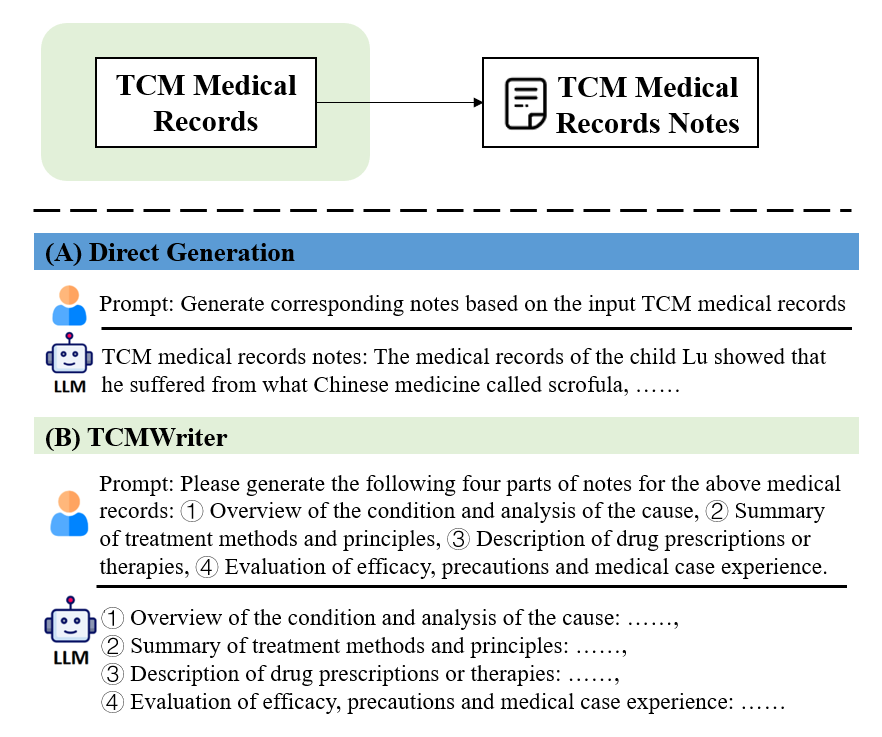 TCM Medical
Records
TCM Medical
Records Notes
(A) Direct Generation
Prompt: Generate corresponding notes based on the input TCM medical records
TCM medical records notes: The medical records of the child Lu showed that
he suffered from what Chinese medicine called scrofula, ……
LLM
(B) TCMWriter
Prompt: Please generate the following four parts of notes for the above medical
records: ① Overview of the condition and analysis of the cause, ② Summary
of treatment methods and principles, ③ Description of drug prescriptions or
therapies, ④ Evaluation of efficacy, precautions and medical case experience.
① Overview of the condition and analysis of the cause: ……,
② Summary of treatment methods and principles: ……,
LLM
③ Description of drug prescriptions or therapies: ……,
④ Evaluation of efficacy, precautions and medical case experience: ……